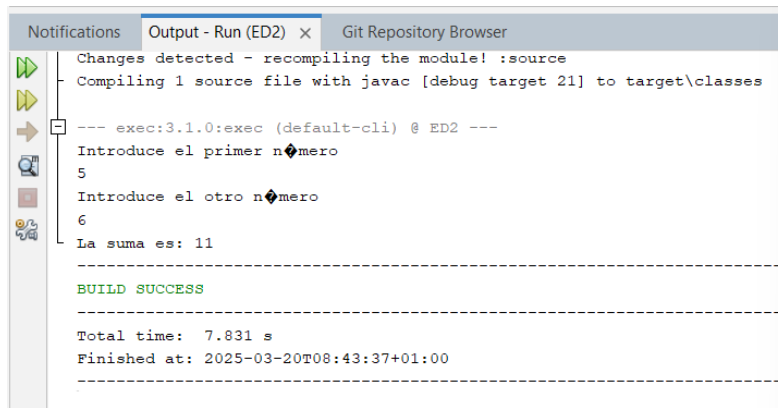 Notifications
Output - Run (ED2) ×
Git Repository Browser
Changes detected - recompiling the module! :source
Compiling 1 source file with javac [debug target 21] to target\classes
--- exec:3.1.0:exec (default-cli) @ ED2 ---
Introduce el primer n�mero
5
Introduce el otro n�mero
6
La suma es: 11
------------------------------------------------------------------------
BUILD SUCCESS
------------------------------------------------------------------------
Total time:  7.831 s
Finished at: 2025-03-20T08:43:37+01:00
------------------------------------------------------------------------